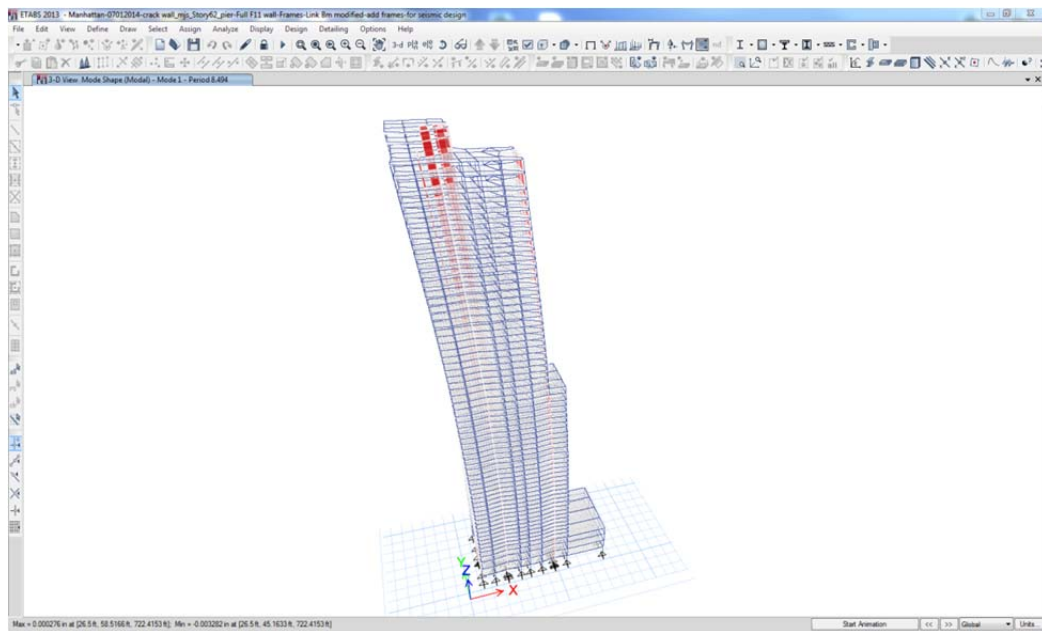 ETABS 2013 - Manhattan-07012014-crack wall_mjs_Story62_pier-Full F11 wall-Frames-Link 8m modified-add frames-for seismic design
File Edit View Define Draw Select Assign Analyze Display Design Detailing Options Help
3-d
3-D View Mode Shape (Modal) - Mode 1 - Period 8.494
Y
Z
X
Max = 0.000276 in at [26.5 ft, 58.5166 ft, 722.4153 ft]; Min = -0.003282 in at [26.5 ft, 45.1633 ft, 722.4153 ft]
Start Animation << >> Global Units...